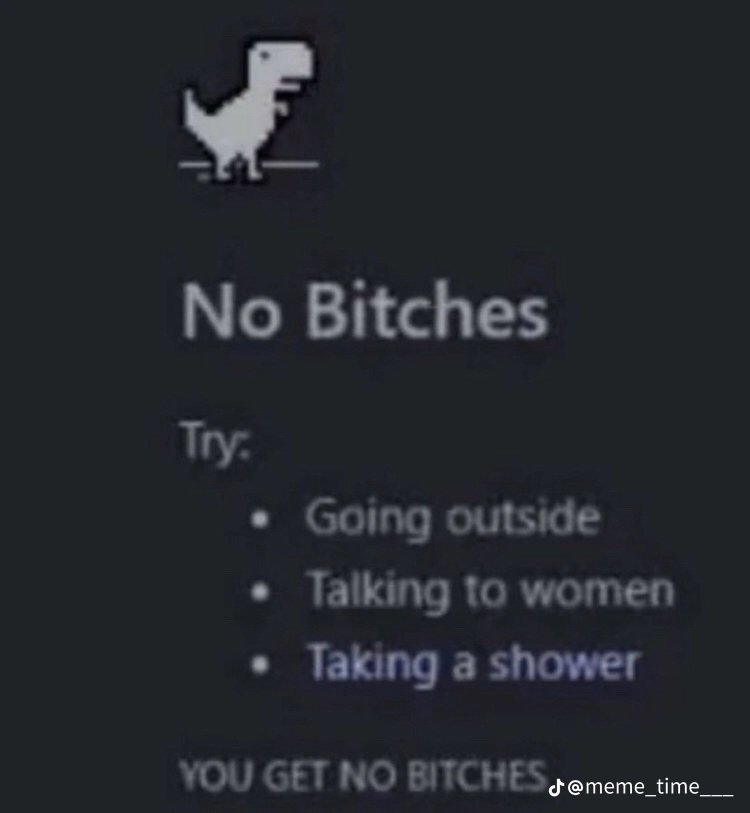 No Bitches
Try:
• Going outside
• Talking to women
• Taking a shower
YOU GET NO BITCHES
@meme_time___